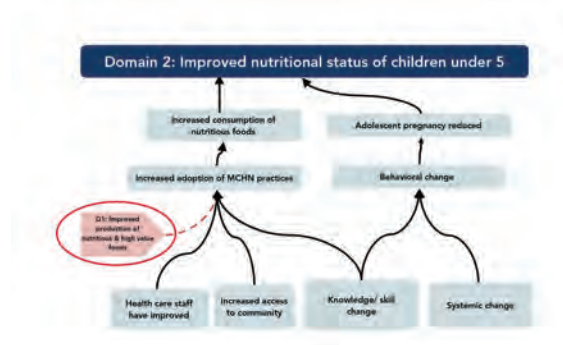 Domain 2: Improved nutritional status of children under 5
Increased consumption of
nutritious foods
Adolescent pregnancy reduced
Increased adoption of MCHN practices
Behavioral change
D1: Improved
production of
nutritious & high value
foods
Health care staff
have improved
Increased access
to community
Knowledge/ skill
change
Systemic change